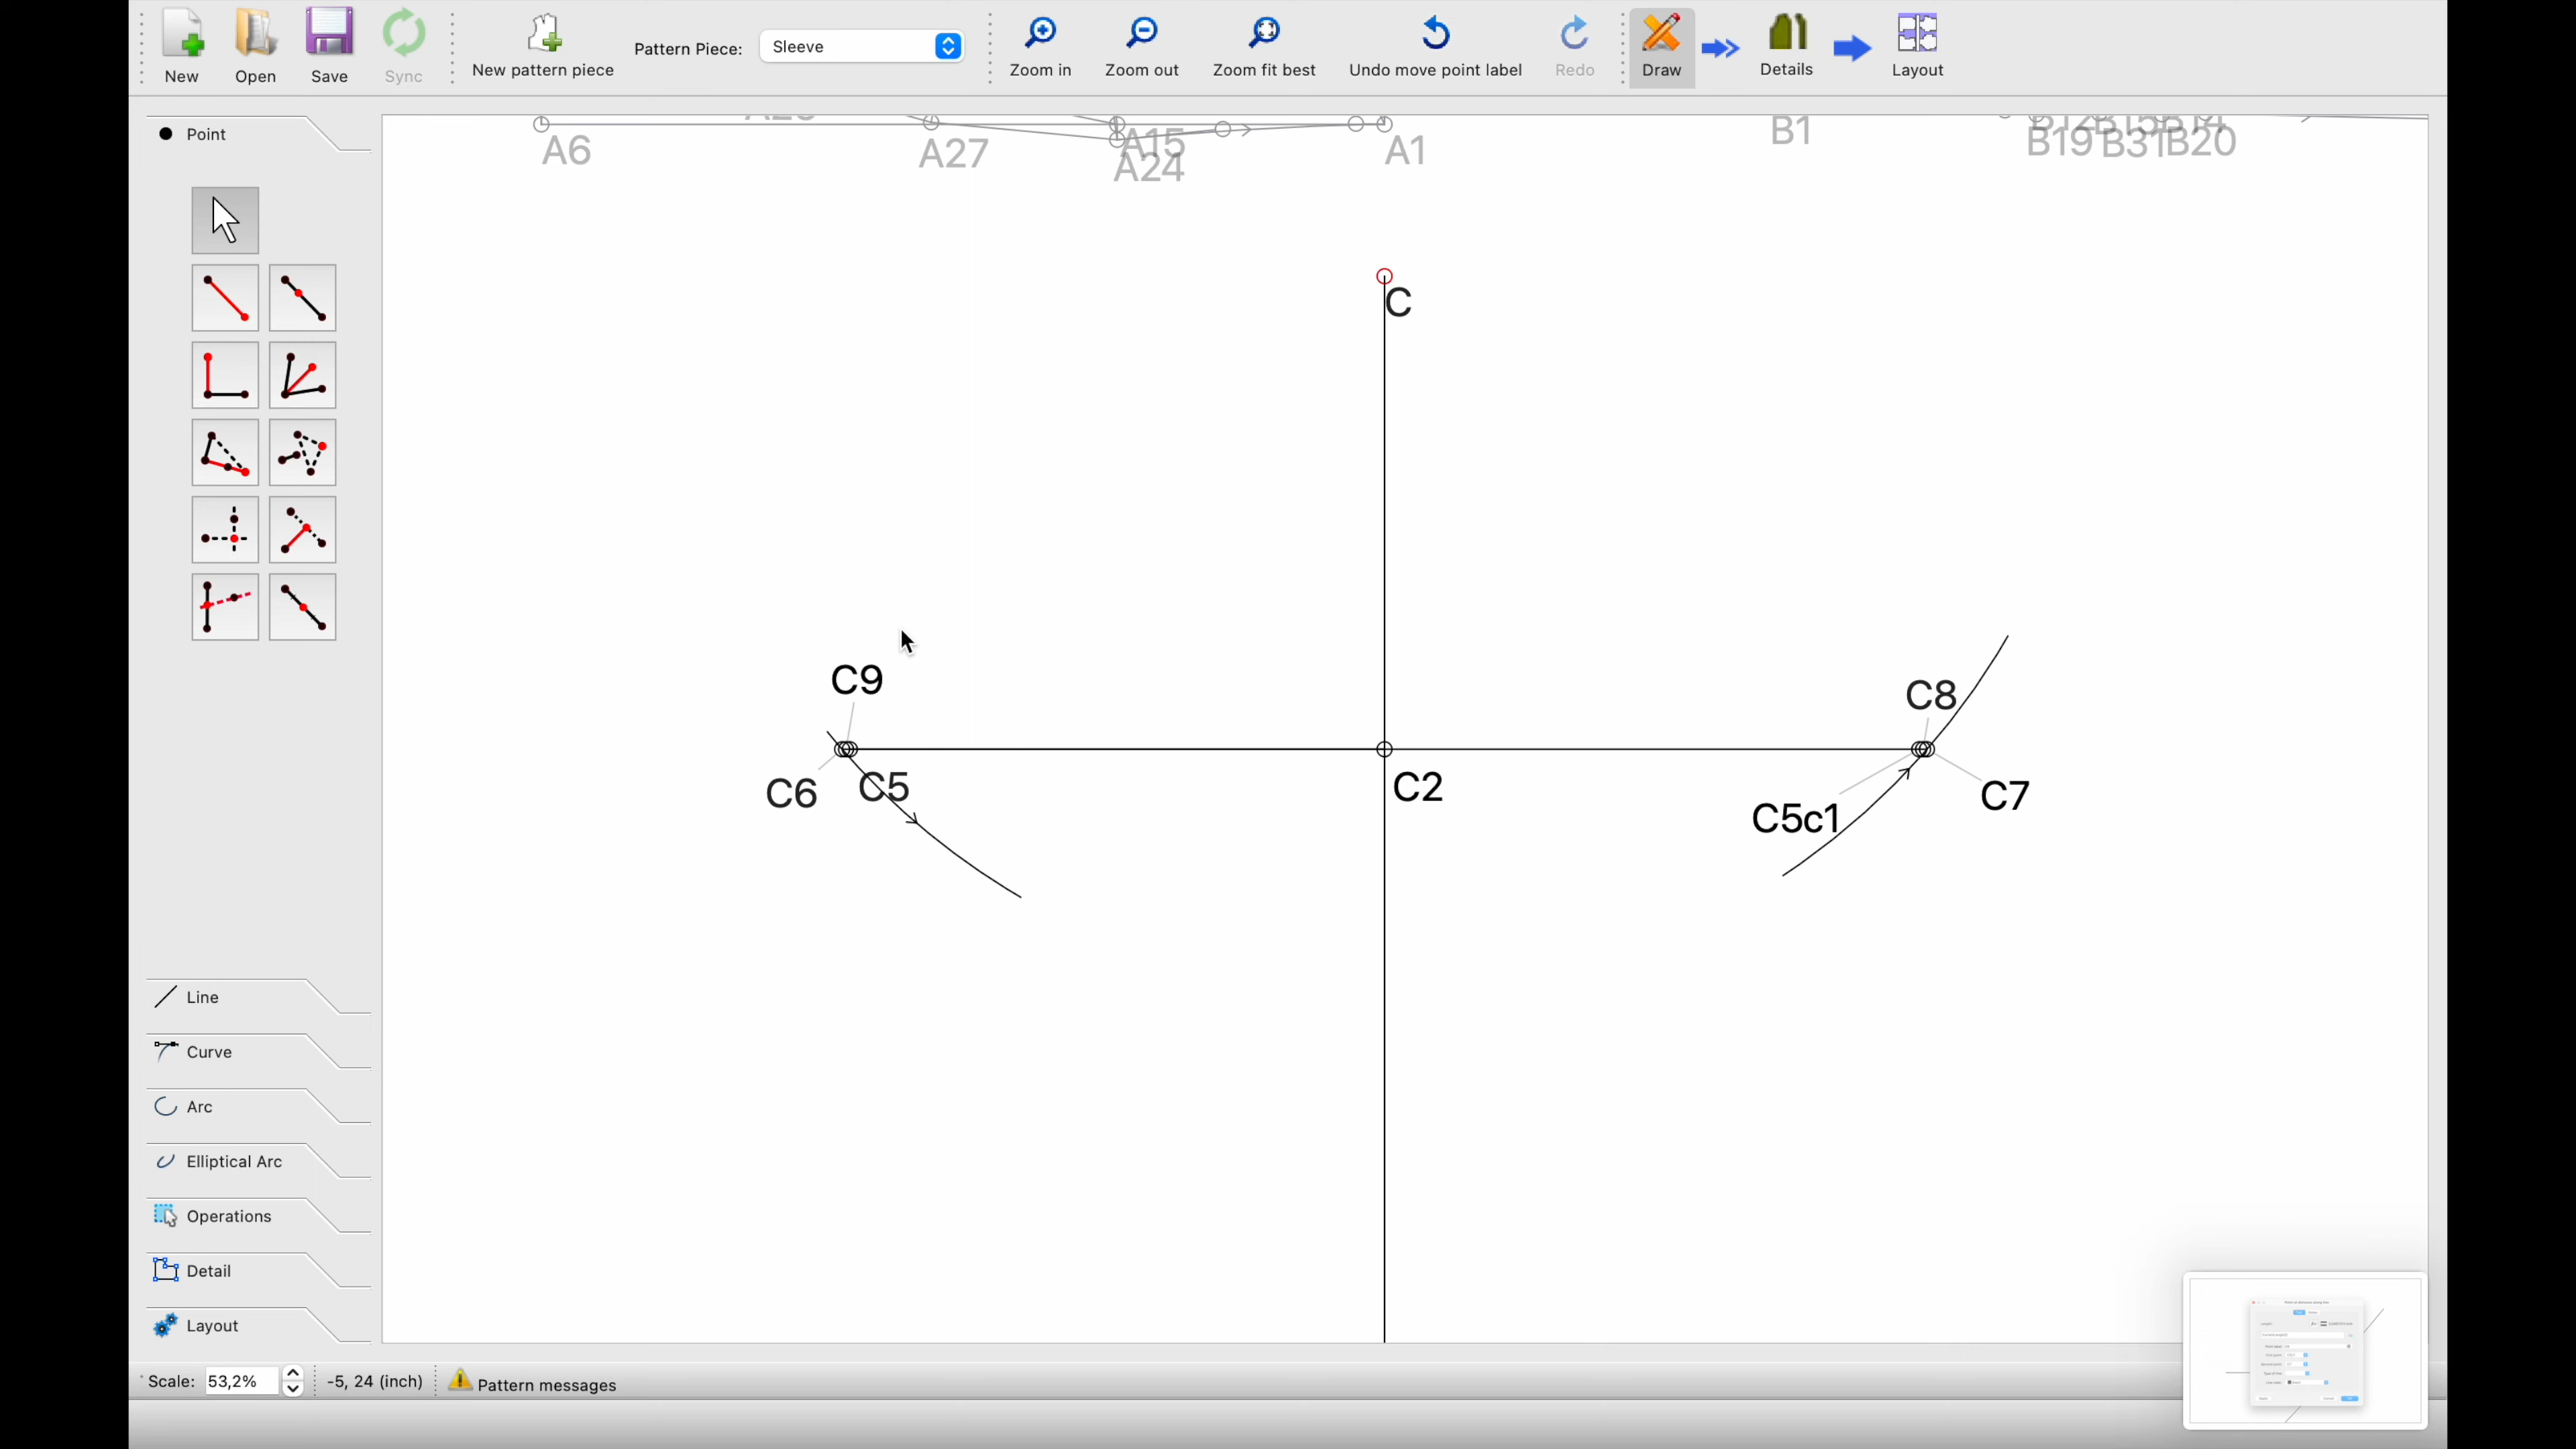 New Open Save Sync New pattern piece Pattern Piece: Sleeve Zoom in Zoom out Zoom fit best Undo move point label Redo Draw Details Layout
Point
A6 A27 A15 A1 B1 B19 B31 B20
A24
C
C9 C8
C6 C5 C2 C5c1 C7
Line
Curve
Arc
Elliptical Arc
Operations
Detail
Layout
Scale: 53,2% -5, 24 (inch) Pattern messages